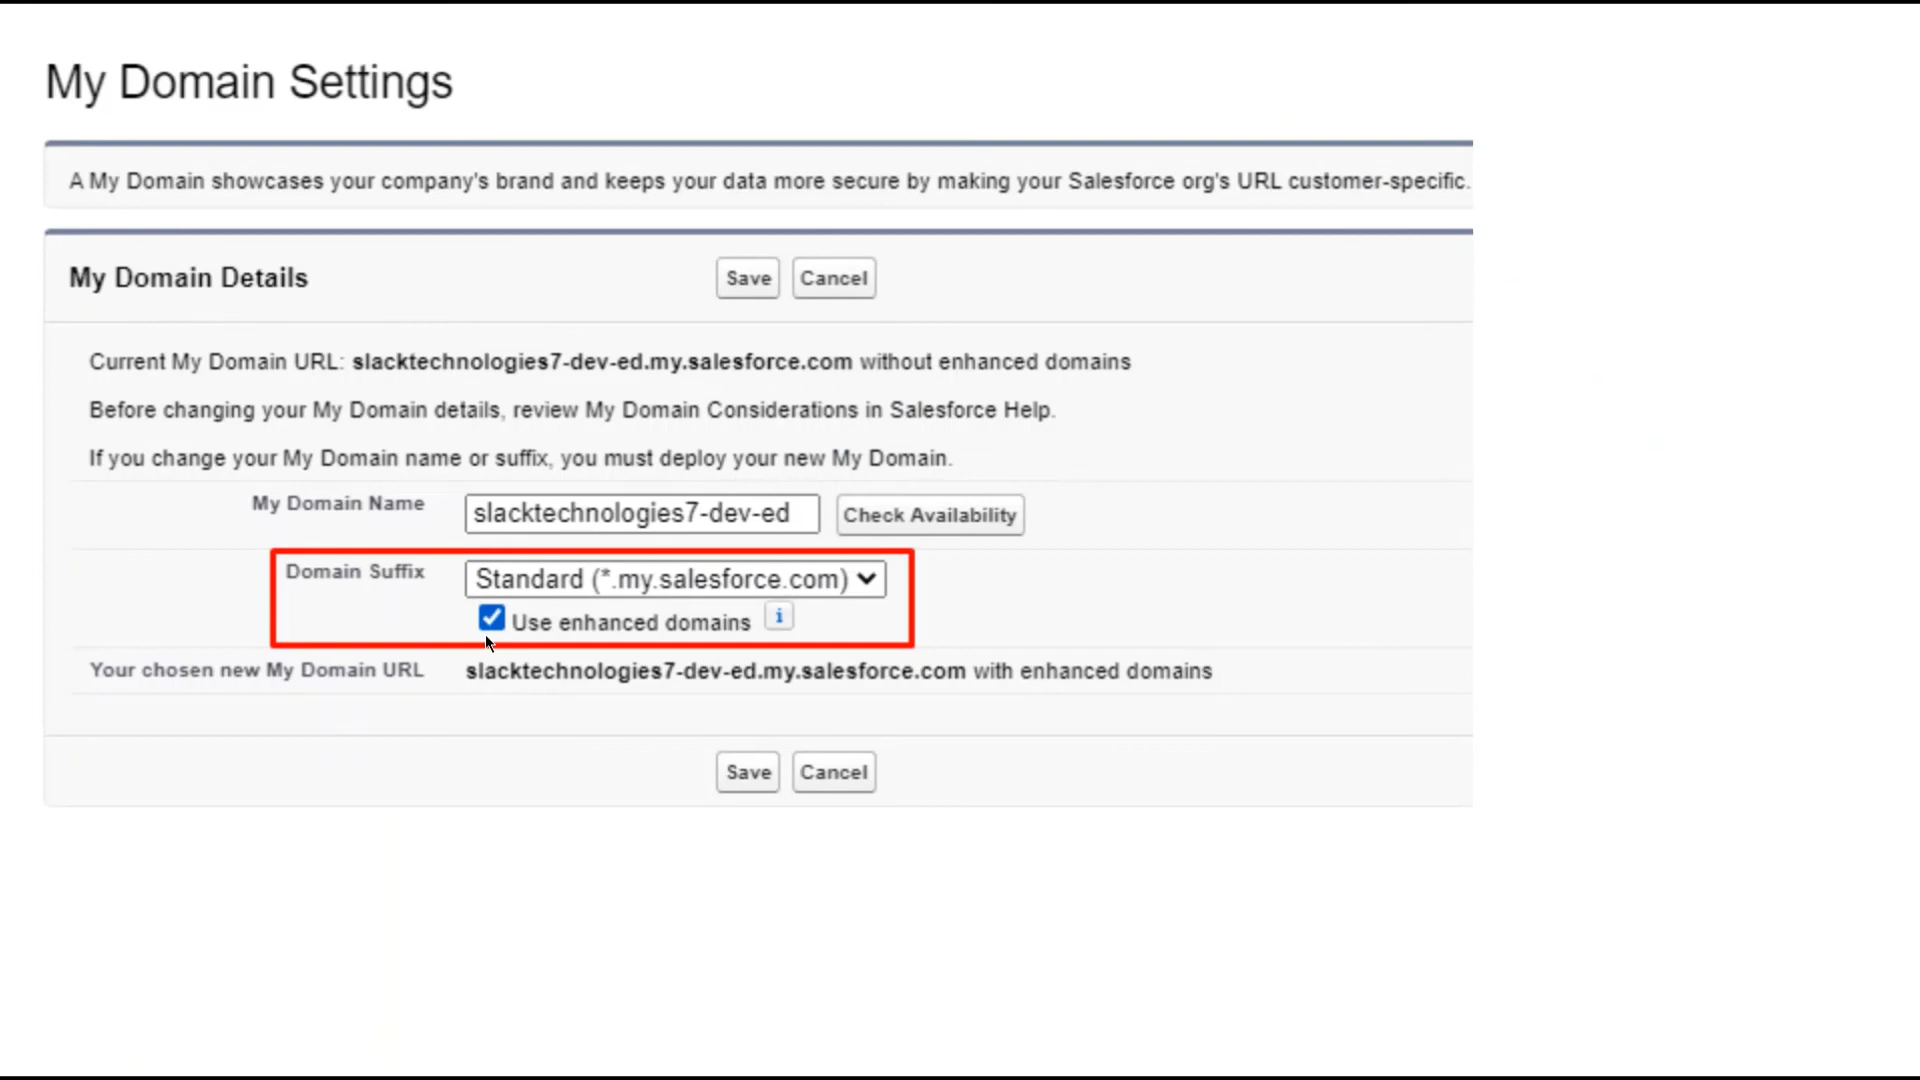 My Domain Settings
A My Domain showcases your company's brand and keeps your data more secure by making your Salesforce org's URL customer-specific.
My Domain Details
Save Cancel
Current My Domain URL: slacktechnologies7-dev-ed.my.salesforce.com without enhanced domains
Before changing your My Domain details, review My Domain Considerations in Salesforce Help.
If you change your My Domain name or suffix, you must deploy your new My Domain.
My Domain Name slacktechnologies7-dev-ed Check Availability
Domain Suffix Standard (*.my.salesforce.com)
Use enhanced domains i
Your chosen new My Domain URL slacktechnologies7-dev-ed.my.salesforce.com with enhanced domains
Save Cancel